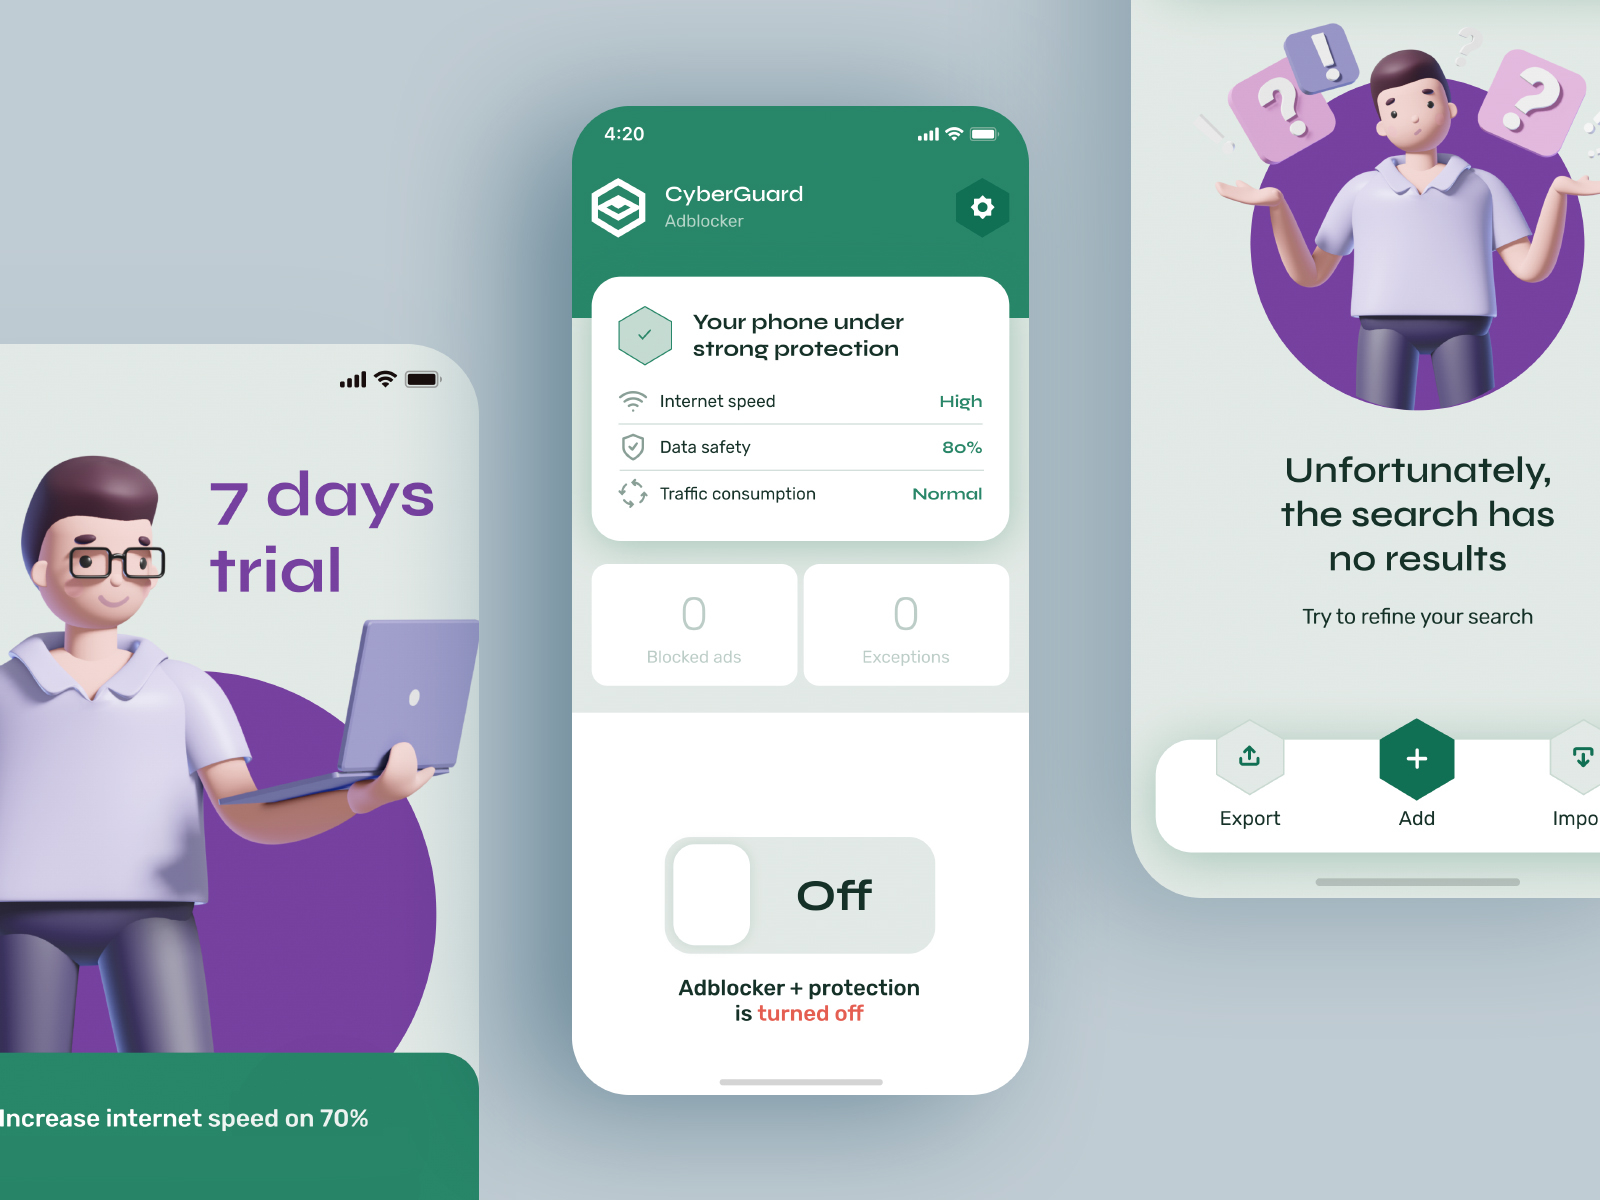 7 days
trial
Increase internet speed on 70%
4:20
CyberGuard
Adblocker
Your phone under
strong protection
Internet speed High
Data safety 80%
Traffic consumption Normal
0 0
Blocked ads Exceptions
Off
Adblocker + protection
is turned off
! ? ? ?
Unfortunately,
the search has
no results
Try to refine your search
Export Add Impo